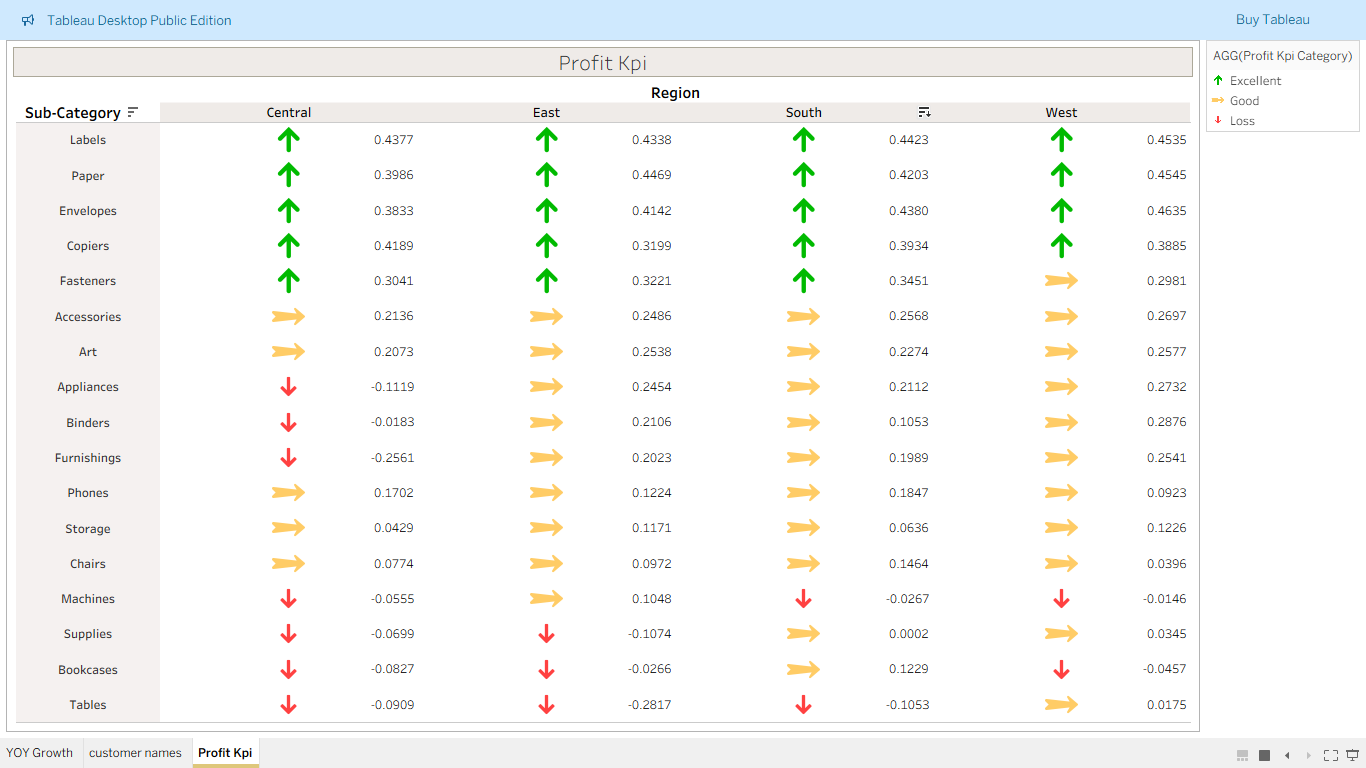 Tableau Desktop Public Edition Buy Tableau
Profit Kpi
AGG(Profit Kpi Category)
Excellent
Good
Loss
Region
Sub-Category Central East South West
Labels 0.4377 0.4338 0.4423 0.4535
Paper 0.3986 0.4469 0.4203 0.4545
Envelopes 0.3833 0.4142 0.4380 0.4635
Copiers 0.4189 0.3199 0.3934 0.3885
Fasteners 0.3041 0.3221 0.3451 0.2981
Accessories 0.2136 0.2486 0.2568 0.2697
Art 0.2073 0.2538 0.2274 0.2577
Appliances -0.1119 0.2454 0.2112 0.2732
Binders -0.0183 0.2106 0.1053 0.2876
Furnishings -0.2561 0.2023 0.1989 0.2541
Phones 0.1702 0.1224 0.1847 0.0923
Storage 0.0429 0.1171 0.0636 0.1226
Chairs 0.0774 0.0972 0.1464 0.0396
Machines -0.0555 0.1048 -0.0267 -0.0146
Supplies -0.0699 -0.1074 0.0002 0.0345
Bookcases -0.0827 -0.0266 0.1229 -0.0457
Tables -0.0909 -0.2817 -0.1053 0.0175
YOY Growth customer names Profit Kpi